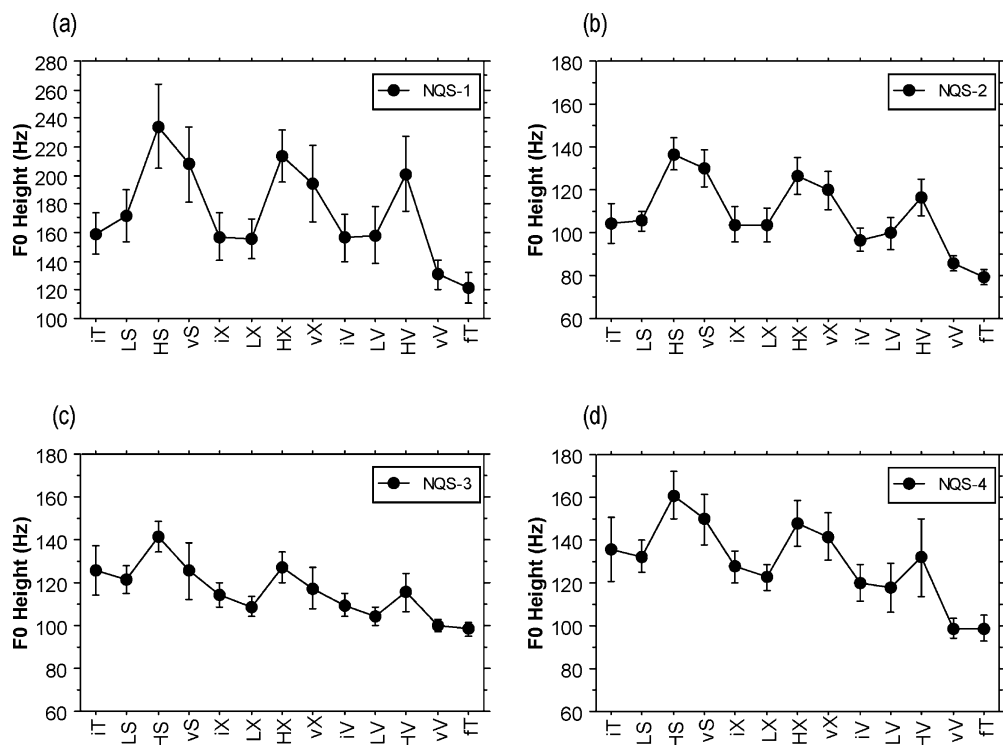 (a)
280
260
240
220
200
180
160
140
120
100
F0 Height (Hz)
NQS-1
iT LS HS vS iX LX HX vX iV LV HV vV fT
(b)
180
160
140
120
100
80
60
F0 Height (Hz)
NQS-2
iT LS HS vS iX LX HX vX iV LV HV vV fT
(c)
180
160
140
120
100
80
60
F0 Height (Hz)
NQS-3
iT LS HS vS iX LX HX vX iV LV HV vV fT
(d)
180
160
140
120
100
80
60
F0 Height (Hz)
NQS-4
iT LS HS vS iX LX HX vX iV LV HV vV fT